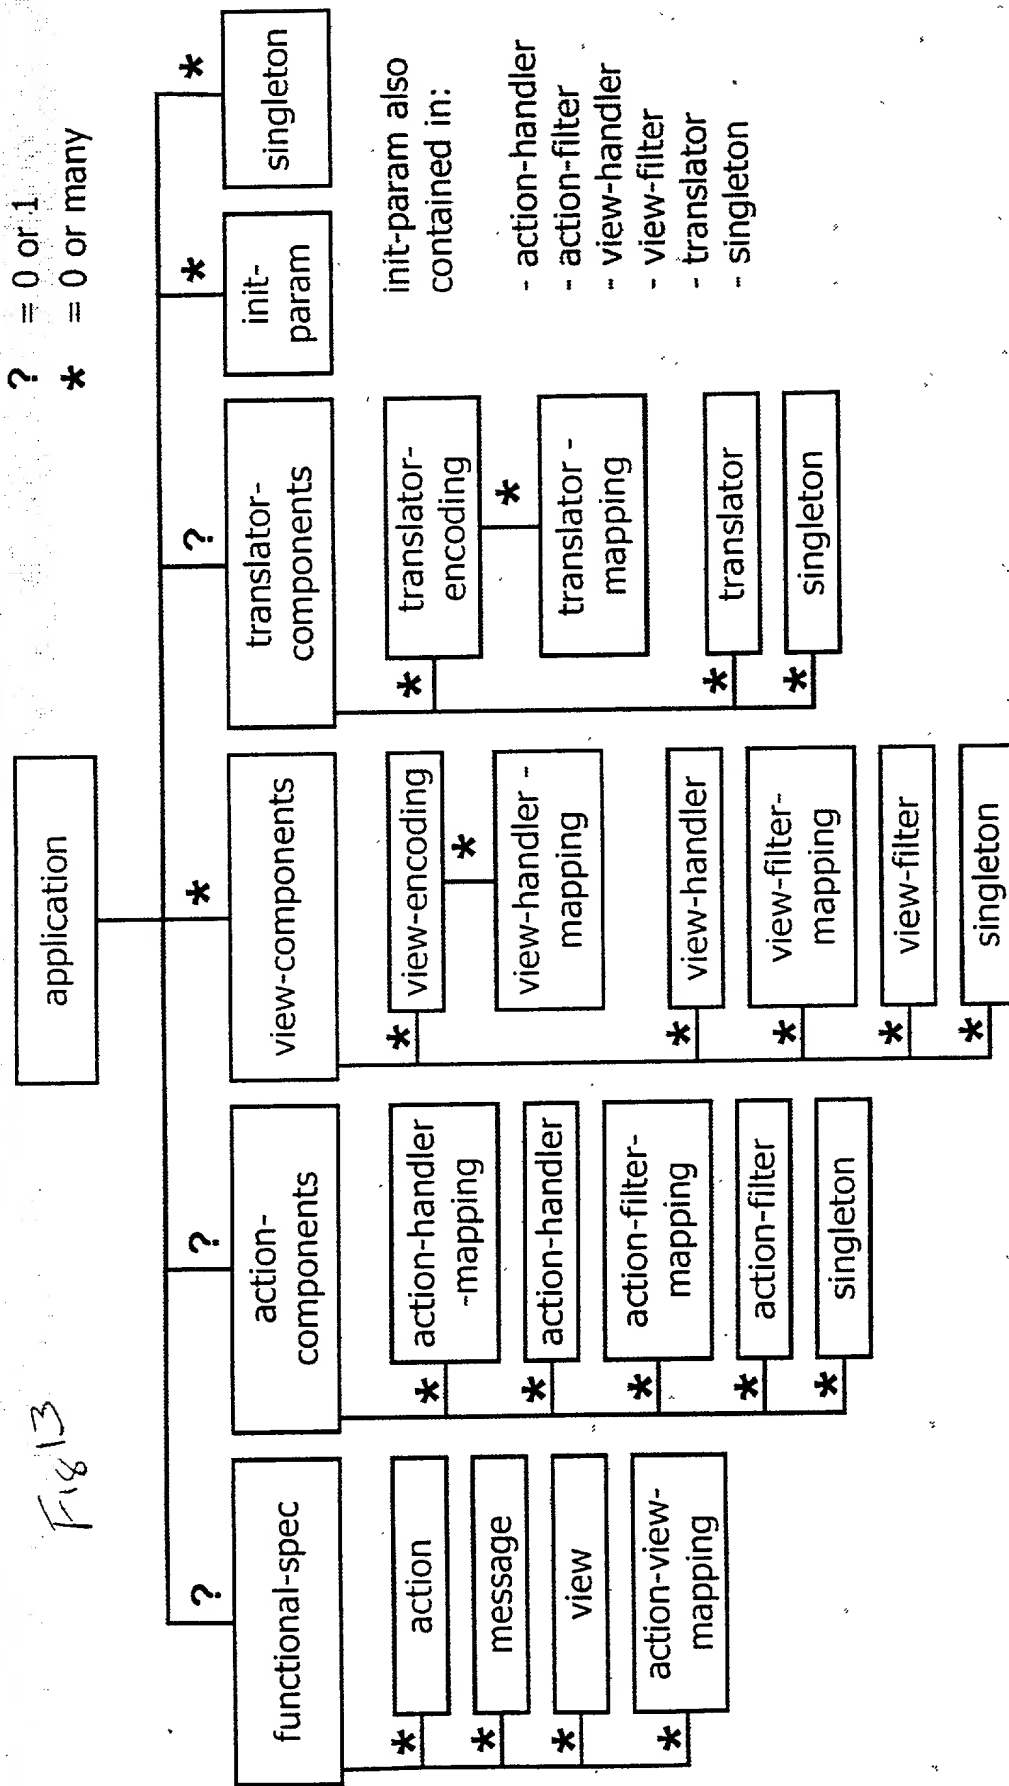 Fig 13
? = 0 or 1
* = 0 or many
application
?
?
*
?
*
*
functional-spec
action-
components
view-components
translator-
components
init-
param
singleton
* action
* message
* view
* action-view-
mapping
* action-handler
-mapping
* action-handler
* action-filter-
mapping
* action-filter
* singleton
* view-encoding
*
view-handler -
mapping
* view-handler
* view-filter-
mapping
* view-filter
* singleton
* translator-
encoding
*
translator -
mapping
* translator
* singleton
init-param also
contained in:
- action-handler
- action-filter
- view-handler
- view-filter
- translator
- singleton